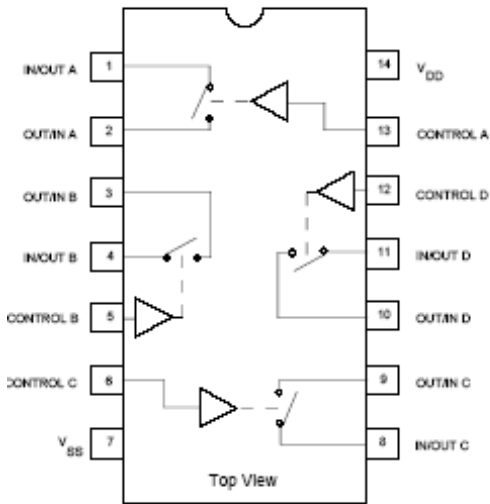 IN/OUT A 1
OUT/IN A 2
OUT/IN B 3
IN/OUT B 4
CONTROL B 5
CONTROL C 6
VSS 7
14 VDD
13 CONTROL A
12 CONTROL D
11 IN/OUT D
10 OUT/IN D
9 OUT/IN C
8 IN/OUT C
Top View